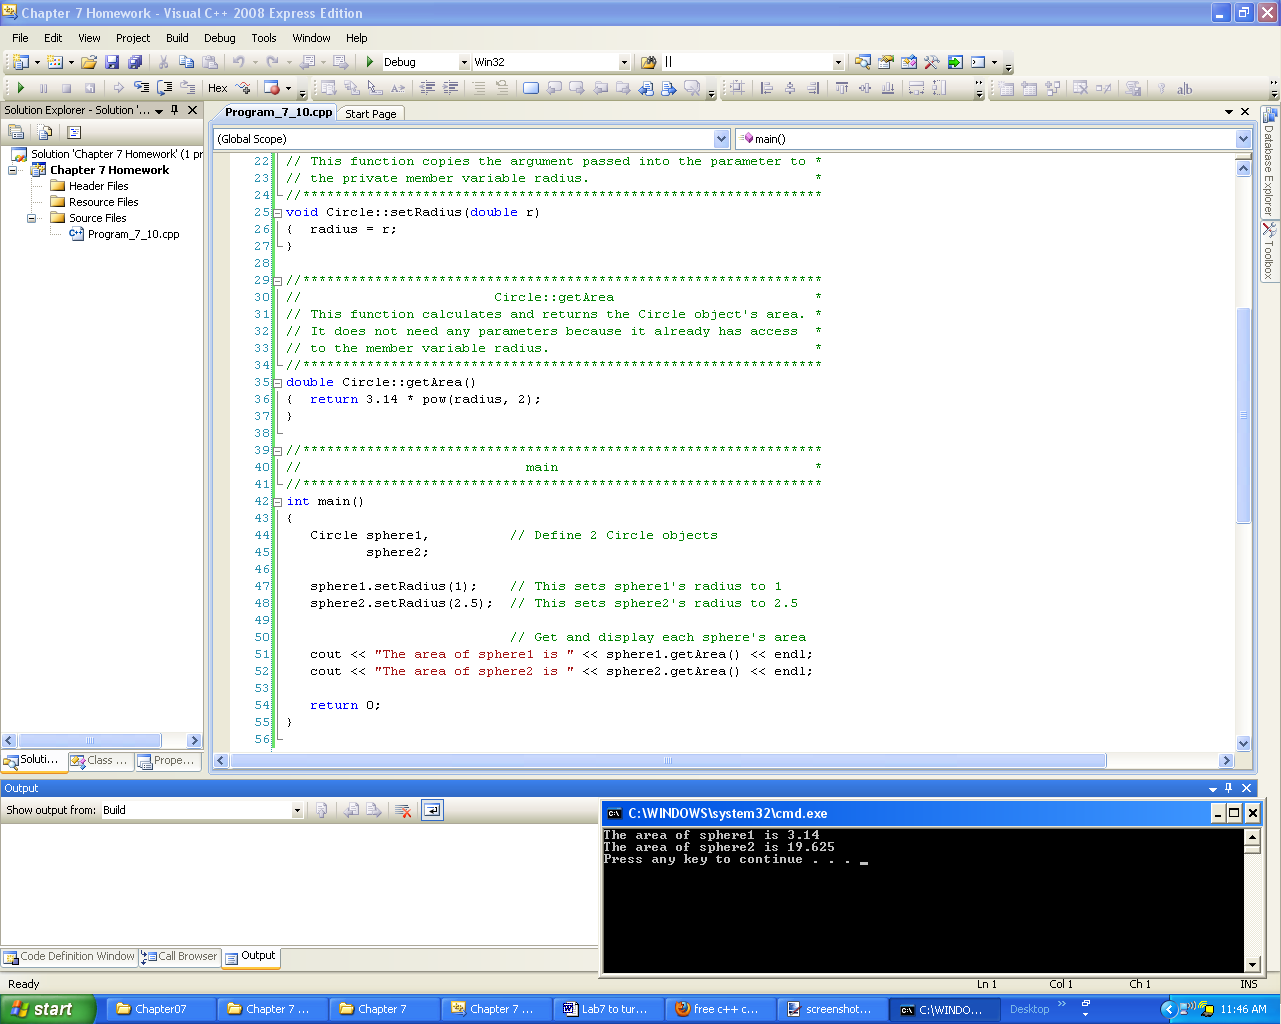 Chapter 7 Homework - Visual C++ 2008 Express Edition
File Edit View Project Build Debug Tools Window Help
Debug Win32 ||
Hex
Solution Explorer - Solution '...
Program_7_10.cpp Start Page
(Global Scope) main()
Solution 'Chapter 7 Homework' (1 pr
Chapter 7 Homework
Header Files
Resource Files
Source Files
Program_7_10.cpp
22 // This function copies the argument passed into the parameter to *
23 // the private member variable radius. *
24 //*****************************************************************
25 void Circle::setRadius(double r)
26 { radius = r;
27 }
28
29 //*****************************************************************
30 // Circle::getArea *
31 // This function calculates and returns the Circle object's area. *
32 // It does not need any parameters because it already has access *
33 // to the member variable radius. *
34 //*****************************************************************
35 double Circle::getArea()
36 { return 3.14 * pow(radius, 2);
37 }
38
39 //*****************************************************************
40 // main *
41 //*****************************************************************
42 int main()
43 {
44 Circle sphere1, // Define 2 Circle objects
45 sphere2;
46
47 sphere1.setRadius(1); // This sets sphere1's radius to 1
48 sphere2.setRadius(2.5); // This sets sphere2's radius to 2.5
49
50 // Get and display each sphere's area
51 cout << "The area of sphere1 is " << sphere1.getArea() << endl;
52 cout << "The area of sphere2 is " << sphere2.getArea() << endl;
53
54 return 0;
55 }
56
Database Explorer
Toolbox
Soluti... Class ... Prope...
Output
Show output from: Build
C:\WINDOWS\system32\cmd.exe
The area of sphere1 is 3.14
The area of sphere2 is 19.625
Press any key to continue . . . _
Code Definition Window Call Browser Output
Ready Ln 1 Col 1 Ch 1 INS
start Chapter07 Chapter 7 ... Chapter 7 Chapter 7 ... Lab7 to tur... free c++ c... screenshot... C:\WINDO... Desktop » 11:46 AM